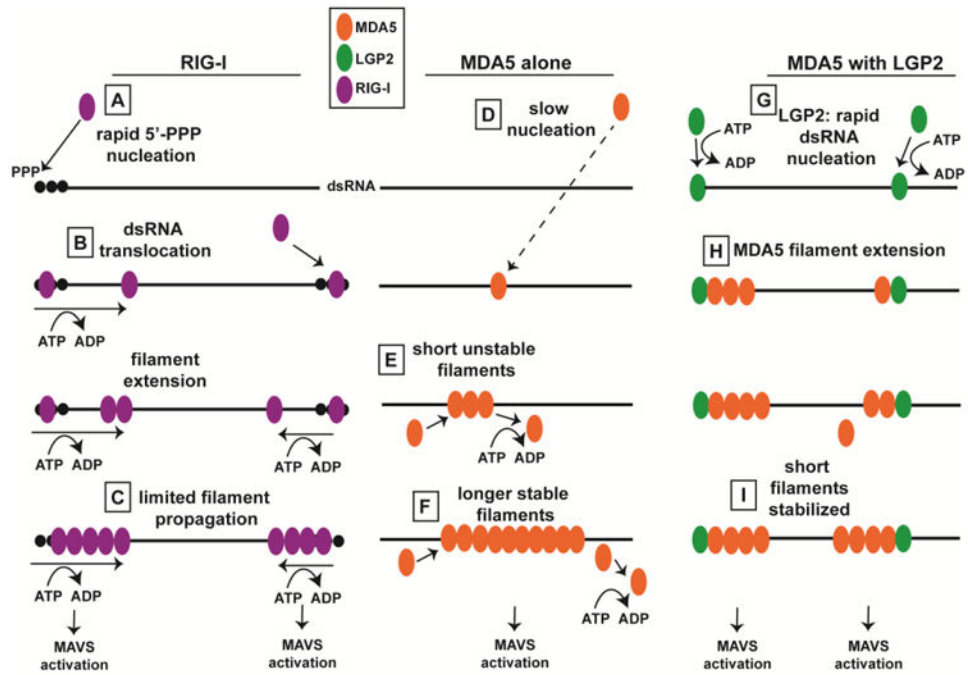 MDA5
LGP2
RIG-I
RIG-I
MDA5 alone
MDA5 with LGP2
A
rapid 5'-PPP
nucleation
PPP
dsRNA
D
slow
nucleation
G
LGP2: rapid
dsRNA
nucleation
ATP
ADP
ATP
ADP
B
dsRNA
translocation
ATP ADP
H
MDA5 filament extension
filament
extension
ATP ADP
ATP ADP
E
short unstable
filaments
ATP ADP
C
limited filament
propagation
ATP ADP
ATP ADP
MAVS
activation
MAVS
activation
F
longer stable
filaments
ATP ADP
MAVS
activation
I
short
filaments
stabilized
MAVS
activation
MAVS
activation